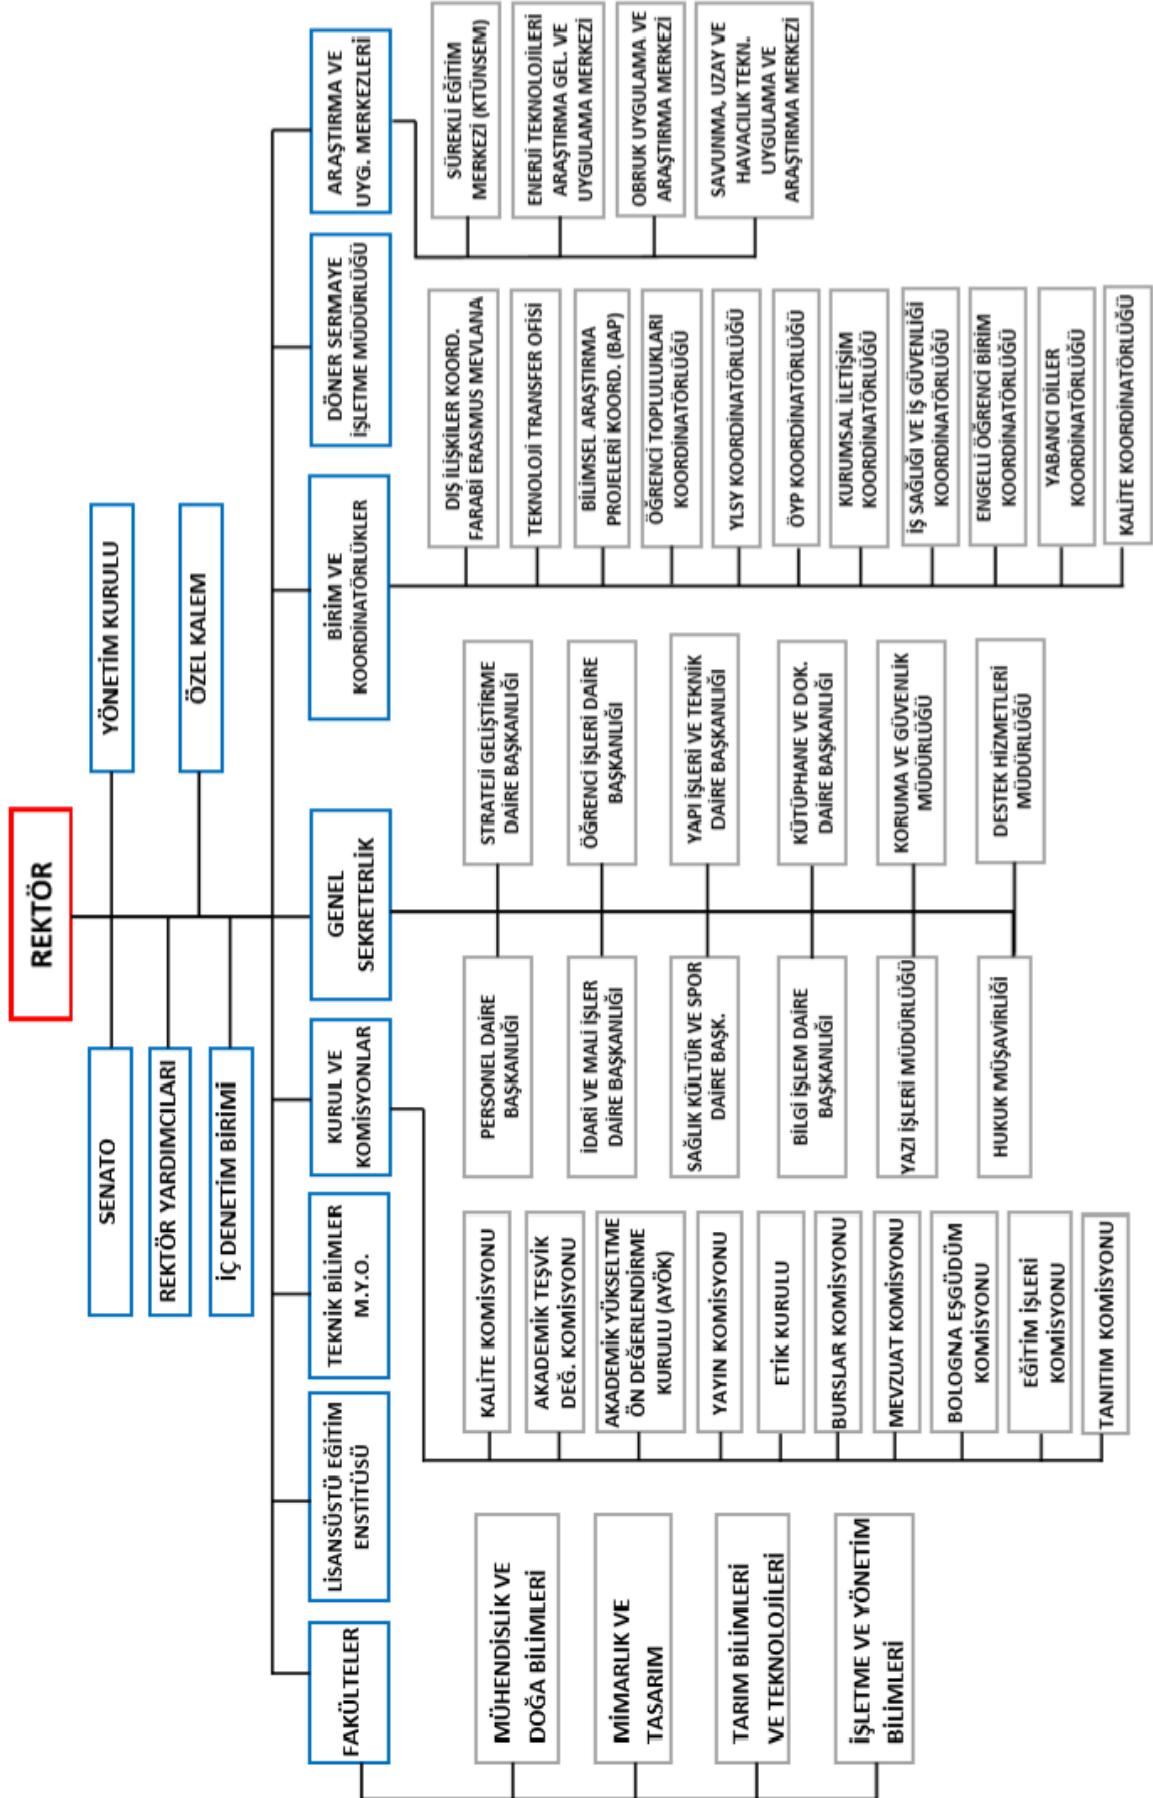 REKTÖR
SENATO
YÖNETİM KURULU
REKTÖR YARDIMCILARI
ÖZEL KALEM
İÇ DENETİM BİRİMİ
FAKÜLTELER
LİSANSÜSTÜ EĞİTİM
ENSTİTÜSÜ
TEKNİK BİLİMLER
M.Y.O.
KURUL VE
KOMİSYONLAR
GENEL
SEKRETERLİK
BİRİM VE
KOORDİNATÖRLÜKLER
DÖNER SERMAYE
İŞLETME MÜDÜRLÜĞÜ
ARAŞTIRMA VE
UYG. MERKEZLERİ
MÜHENDİSLİK VE
DOĞA BİLİMLERİ
MİMARLIK VE
TASARIM
TARIM BİLİMLERİ
VE TEKNOLOJİLERİ
İŞLETME VE YÖNETİM
BİLİMLERİ
KALİTE KOMİSYONU
AKADEMİK TEŞVİK
DEĞ. KOMİSYONU
AKADEMİK YÜKSELTME
ÖN DEĞERLENDİRME
KURULU (AYÖK)
YAYIN KOMİSYONU
ETİK KURULU
BURSLAR KOMİSYONU
MEVZUAT KOMİSYONU
BOLOGNA EŞGÜDÜM
KOMİSYONU
EĞİTİM İŞLERİ
KOMİSYONU
TANITIM KOMİSYONU
PERSONEL DAİRE
BAŞKANLIĞI
İDARİ VE MALİ İŞLER
DAİRE BAŞKANLIĞI
SAĞLIK KÜLTÜR VE SPOR
DAİRE BAŞK.
BİLGİ İŞLEM DAİRE
BAŞKANLIĞI
YAZI İŞLERİ MÜDÜRLÜĞÜ
HUKUK MÜŞAVİRLİĞİ
STRATEJİ GELİŞTİRME
DAİRE BAŞKANLIĞI
ÖĞRENCİ İŞLERİ DAİRE
BAŞKANLIĞI
YAPI İŞLERİ VE TEKNİK
DAİRE BAŞKANLIĞI
KÜTÜPHANE VE DOK.
DAİRE BAŞKANLIĞI
KORUMA VE GÜVENLİK
MÜDÜRLÜĞÜ
DESTEK HİZMETLERİ
MÜDÜRLÜĞÜ
DIŞ İLİŞKİLER KOORD.
FARABİ ERASMUS MEVLANA
TEKNOLOJİ TRANSFER OFİSİ
BİLİMSEL ARAŞTIRMA
PROJELERİ KOORD. (BAP)
ÖĞRENCİ TOPLULUKLARI
KOORDİNATÖRLÜĞÜ
YLSY KOORDİNATÖRLÜĞÜ
ÖYP KOORDİNATÖRLÜĞÜ
KURUMSAL İLETİŞİM
KOORDİNATÖRLÜĞÜ
İŞ SAĞLIĞI VE İŞ GÜVENLİĞİ
KOORDİNATÖRLÜĞÜ
ENGELLİ ÖĞRENCİ BİRİM
KOORDİNATÖRLÜĞÜ
YABANCI DİLLER
KOORDİNATÖRLÜĞÜ
KALİTE KOORDİNATÖRLÜĞÜ
SÜREKLİ EĞİTİM
MERKEZİ (KTÜNSEM)
ENERJİ TEKNOLOJİLERİ
ARAŞTIRMA GEL. VE
UYGULAMA MERKEZİ
OBRUK UYGULAMA VE
ARAŞTIRMA MERKEZİ
SAVUNMA, UZAY VE
HAVACILIK TEKN.
UYGULAMA VE
ARAŞTIRMA MERKEZİ